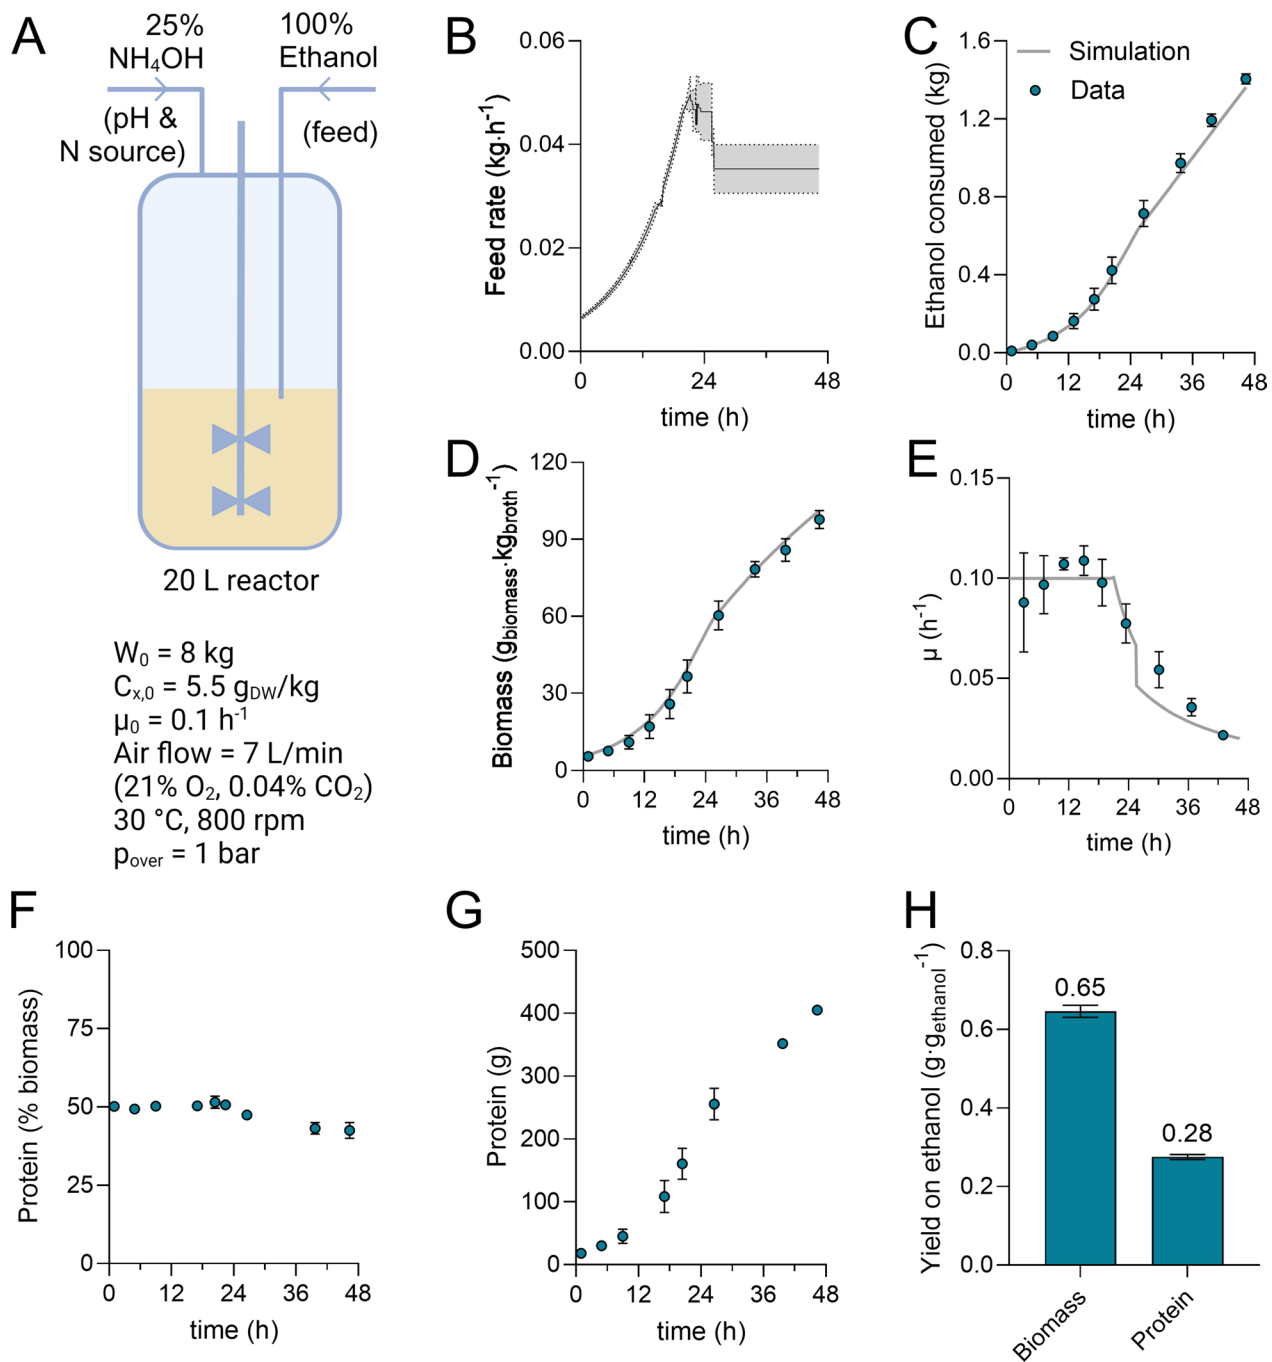 A
25%
NH₄OH
100%
Ethanol
(pH &
N source)
(feed)
20 L reactor
W₀ = 8 kg
Cₓ,₀ = 5.5 g_DW/kg
μ₀ = 0.1 h⁻¹
Air flow = 7 L/min
(21% O₂, 0.04% CO₂)
30 °C, 800 rpm
p_over = 1 bar
B
Feed rate (kg·h⁻¹)
0.06
0.04
0.02
0.00
0 24 48
time (h)
C
Ethanol consumed (kg)
1.6
1.2
0.8
0.4
0.0
Simulation
Data
0 12 24 36 48
time (h)
D
Biomass (g_biomass·kg_broth⁻¹)
120
90
60
30
0
0 12 24 36 48
time (h)
E
μ (h⁻¹)
0.15
0.10
0.05
0.00
0 12 24 36 48
time (h)
F
Protein (% biomass)
100
75
50
25
0
0 12 24 36 48
time (h)
G
Protein (g)
500
400
300
200
100
0
0 12 24 36 48
time (h)
H
Yield on ethanol (g·g_ethanol⁻¹)
0.8
0.6
0.4
0.2
0.0
0.65
0.28
Biomass
Protein